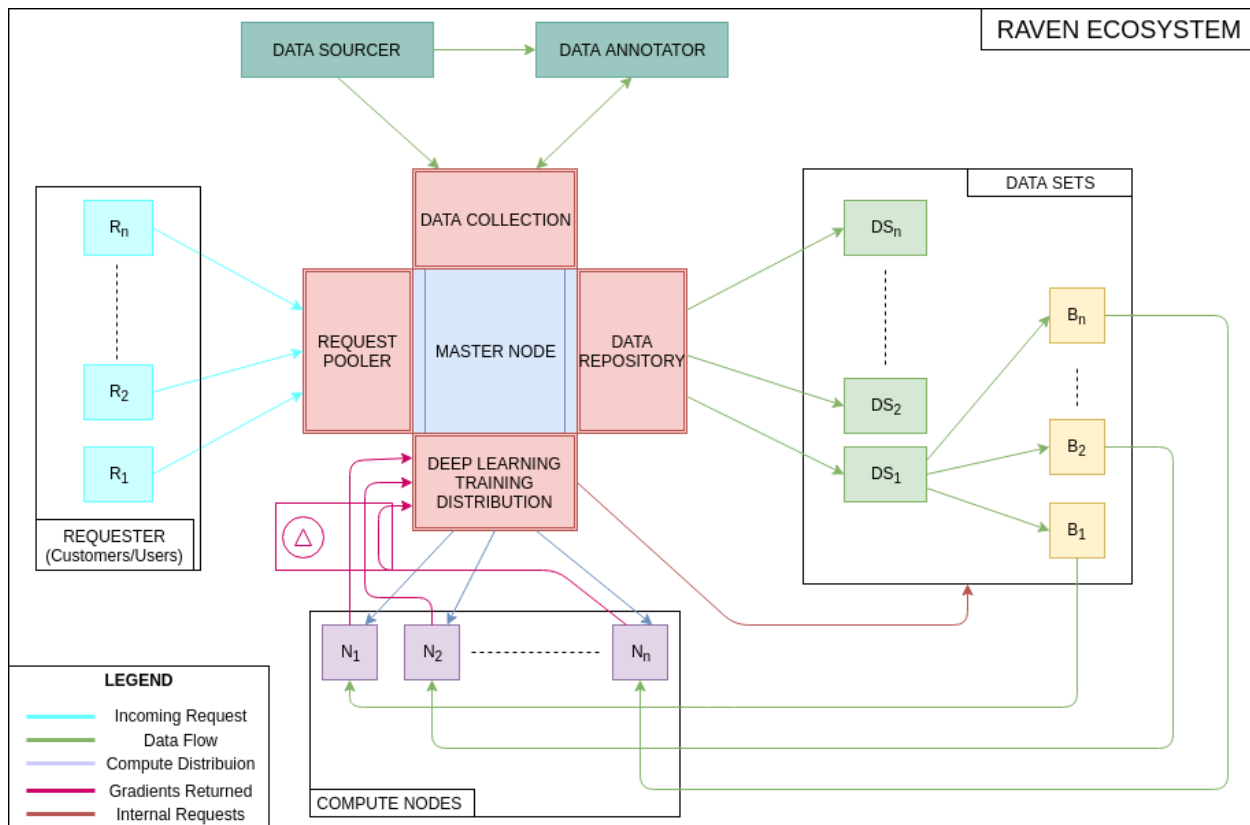 RAVEN ECOSYSTEM
DATA SOURCER
DATA ANNOTATOR
DATA COLLECTION
REQUEST
POOLER
MASTER NODE
DATA
REPOSITORY
DEEP LEARNING
TRAINING
DISTRIBUTION
Rn
R2
R1
REQUESTER
(Customers/Users)
DATA SETS
DSn
DS2
DS1
Bn
B2
B1
△
N1
N2
Nn
COMPUTE NODES
LEGEND
Incoming Request
Data Flow
Compute Distribuion
Gradients Returned
Internal Requests